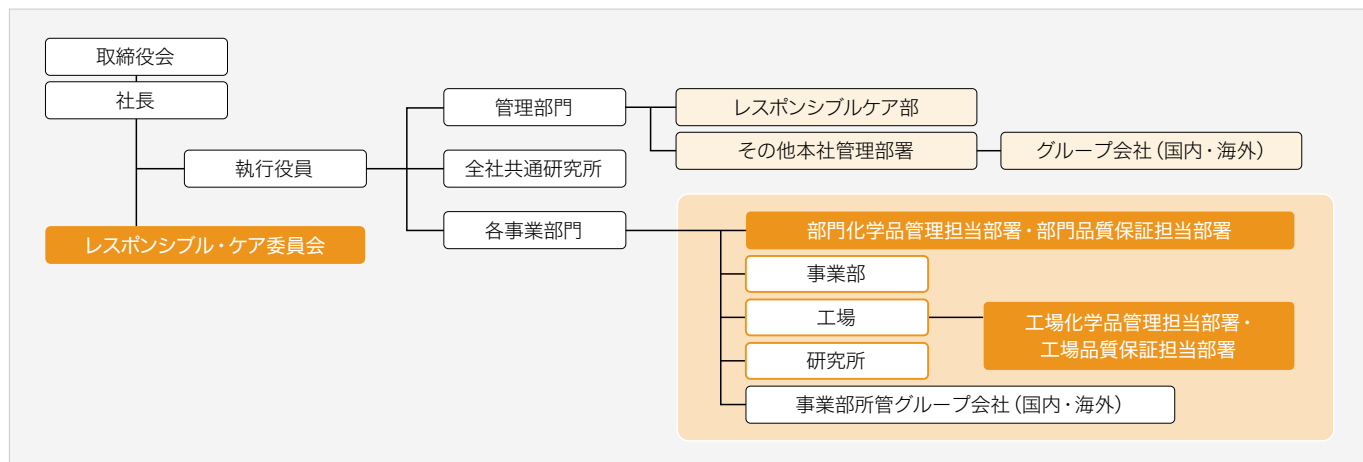 取締役会
社長
執行役員
レスポンシブル・ケア委員会
管理部門
全社共通研究所
各事業部門
レスポンシブルケア部
その他本社管理部署
グループ会社（国内・海外）
部門化学品管理担当部署・部門品質保証担当部署
事業部
工場
工場化学品管理担当部署・
工場品質保証担当部署
研究所
事業部所管グループ会社（国内・海外）